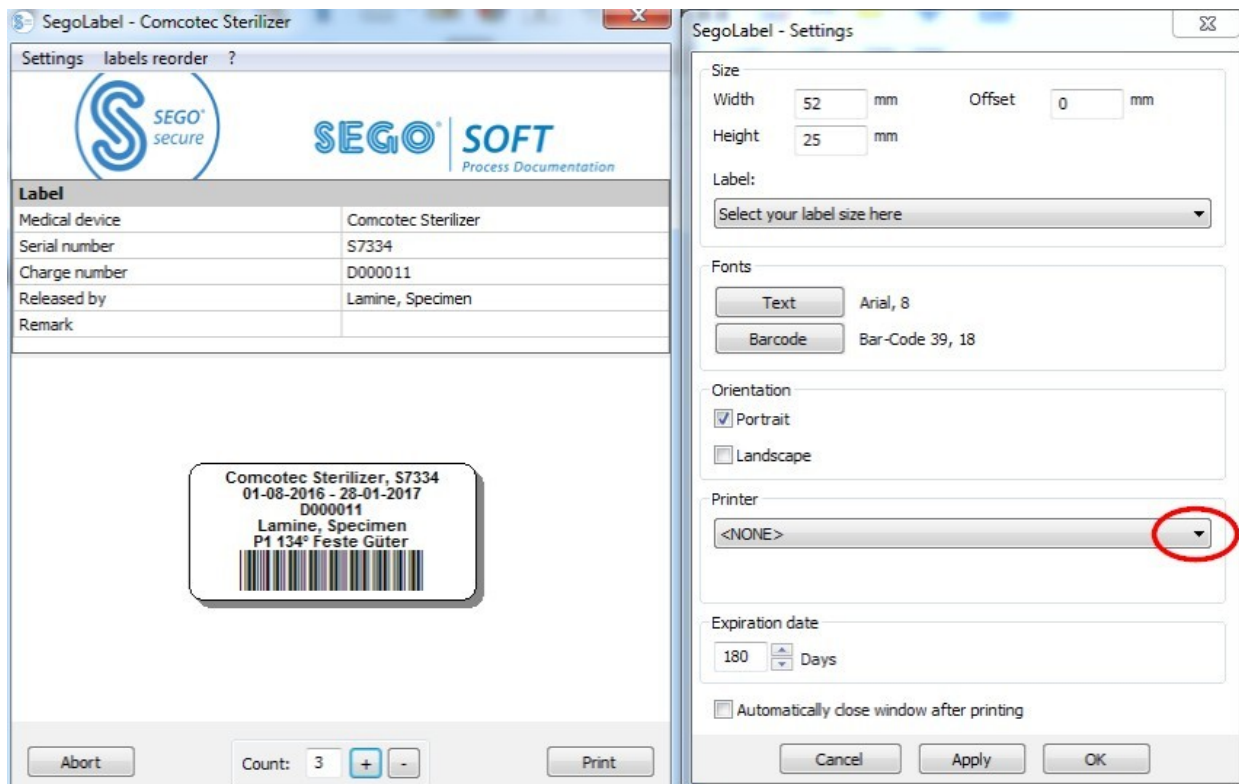 SegoLabel - Comcotec Sterilizer
Settings labels reorder ?
SEGO®
secure
SEGO® SOFT
Process Documentation
Label
Medical device Comcotec Sterilizer
Serial number S7334
Charge number D000011
Released by Lamine, Specimen
Remark
Comcotec Sterilizer, S7334
01-08-2016 - 28-01-2017
D000011
Lamine, Specimen
P1 134° Feste Güter
Abort Count: 3 + - Print
SegoLabel - Settings
Size
Width 52 mm Offset 0 mm
Height 25 mm
Label:
Select your label size here
Fonts
Text Arial, 8
Barcode Bar-Code 39, 18
Orientation
Portrait
Landscape
Printer
<NONE>
Expiration date
180 Days
Automatically close window after printing
Cancel Apply OK